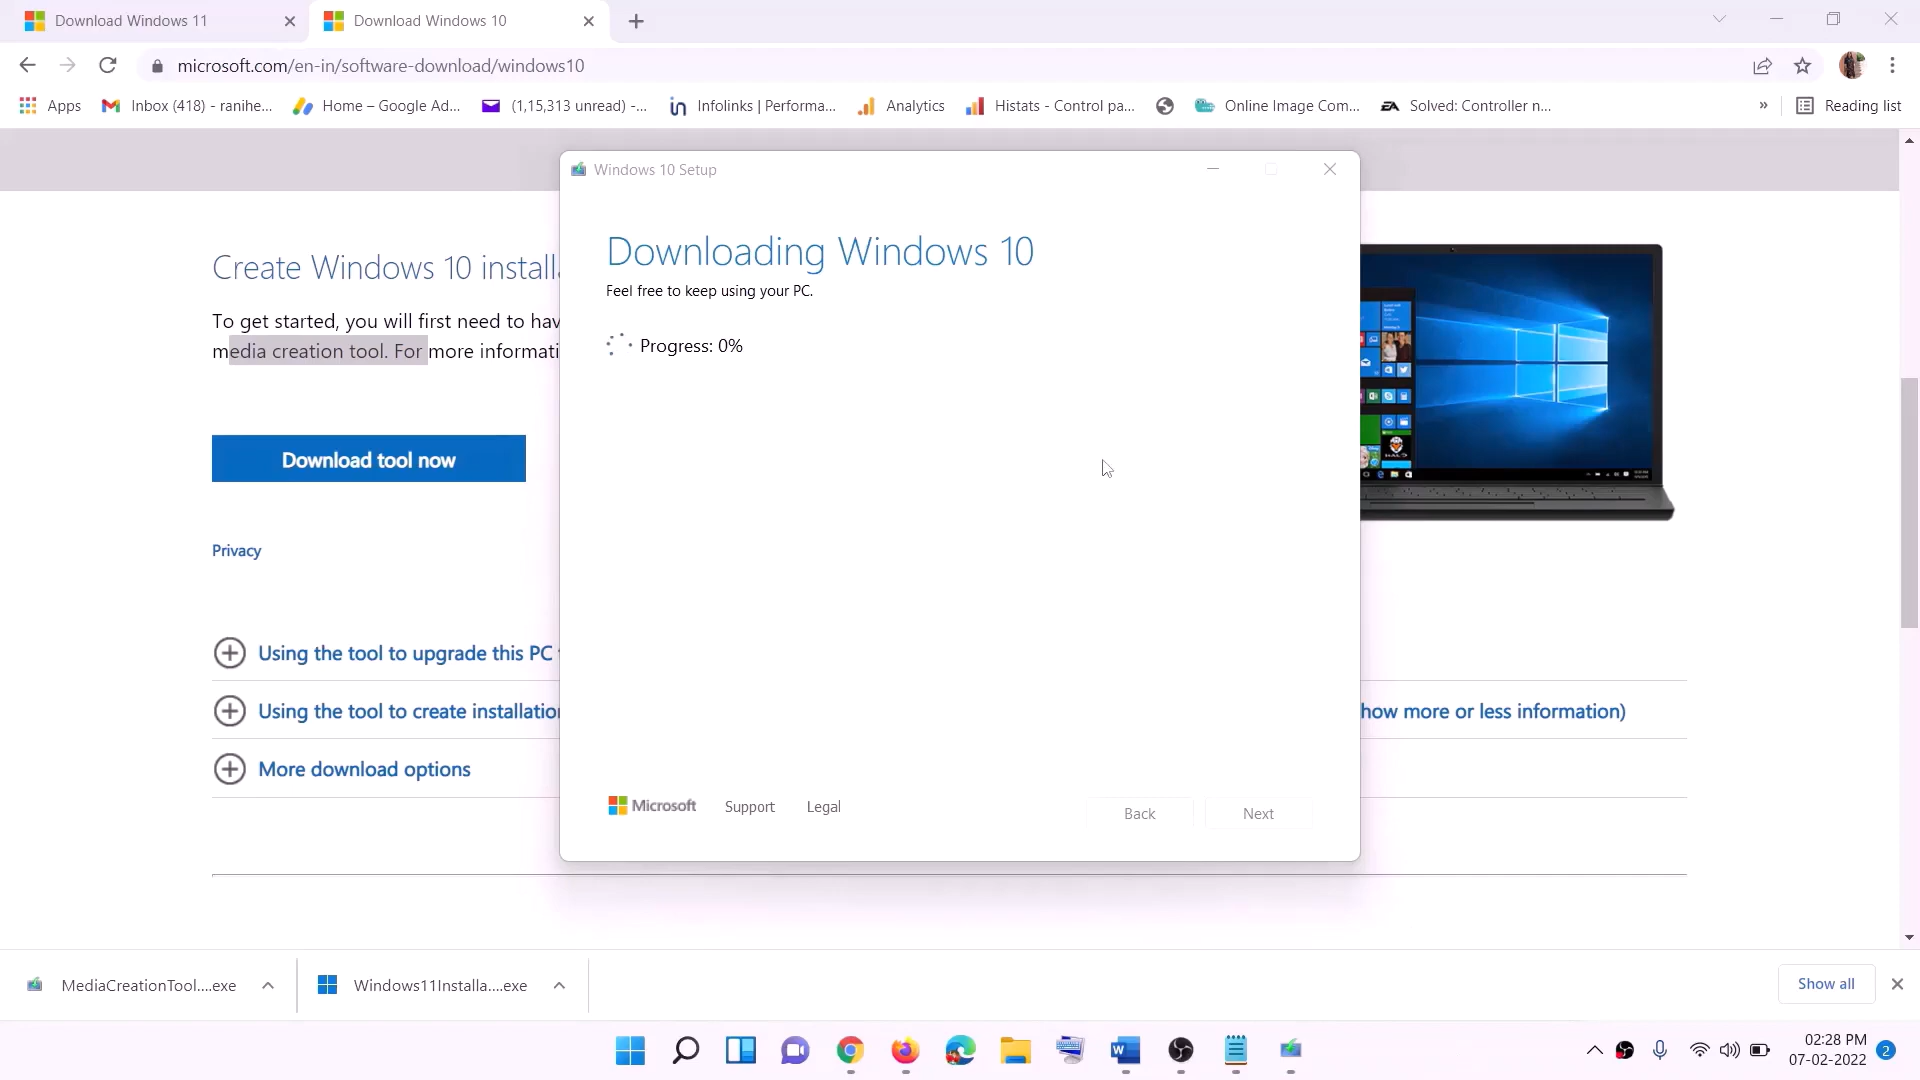 Download Windows 11
Download Windows 10
microsoft.com/en-in/software-download/windows10
Apps
Inbox (418) - ranihe...
Home – Google Ad...
(1,15,313 unread) -...
Infolinks | Performa...
Analytics
Histats - Control pa...
Online Image Com...
Solved: Controller n...
»
Reading list
Windows 10 Setup
Downloading Windows 10
Feel free to keep using your PC.
Progress: 0%
Create Windows 10 install
To get started, you will first need to hav
media creation tool. For more informati
Download tool now
Privacy
Using the tool to upgrade this PC
Using the tool to create installation
how more or less information)
More download options
Microsoft
Support
Legal
Back
Next
MediaCreationTool....exe
Windows11Installa....exe
Show all
02:28 PM
07-02-2022
2